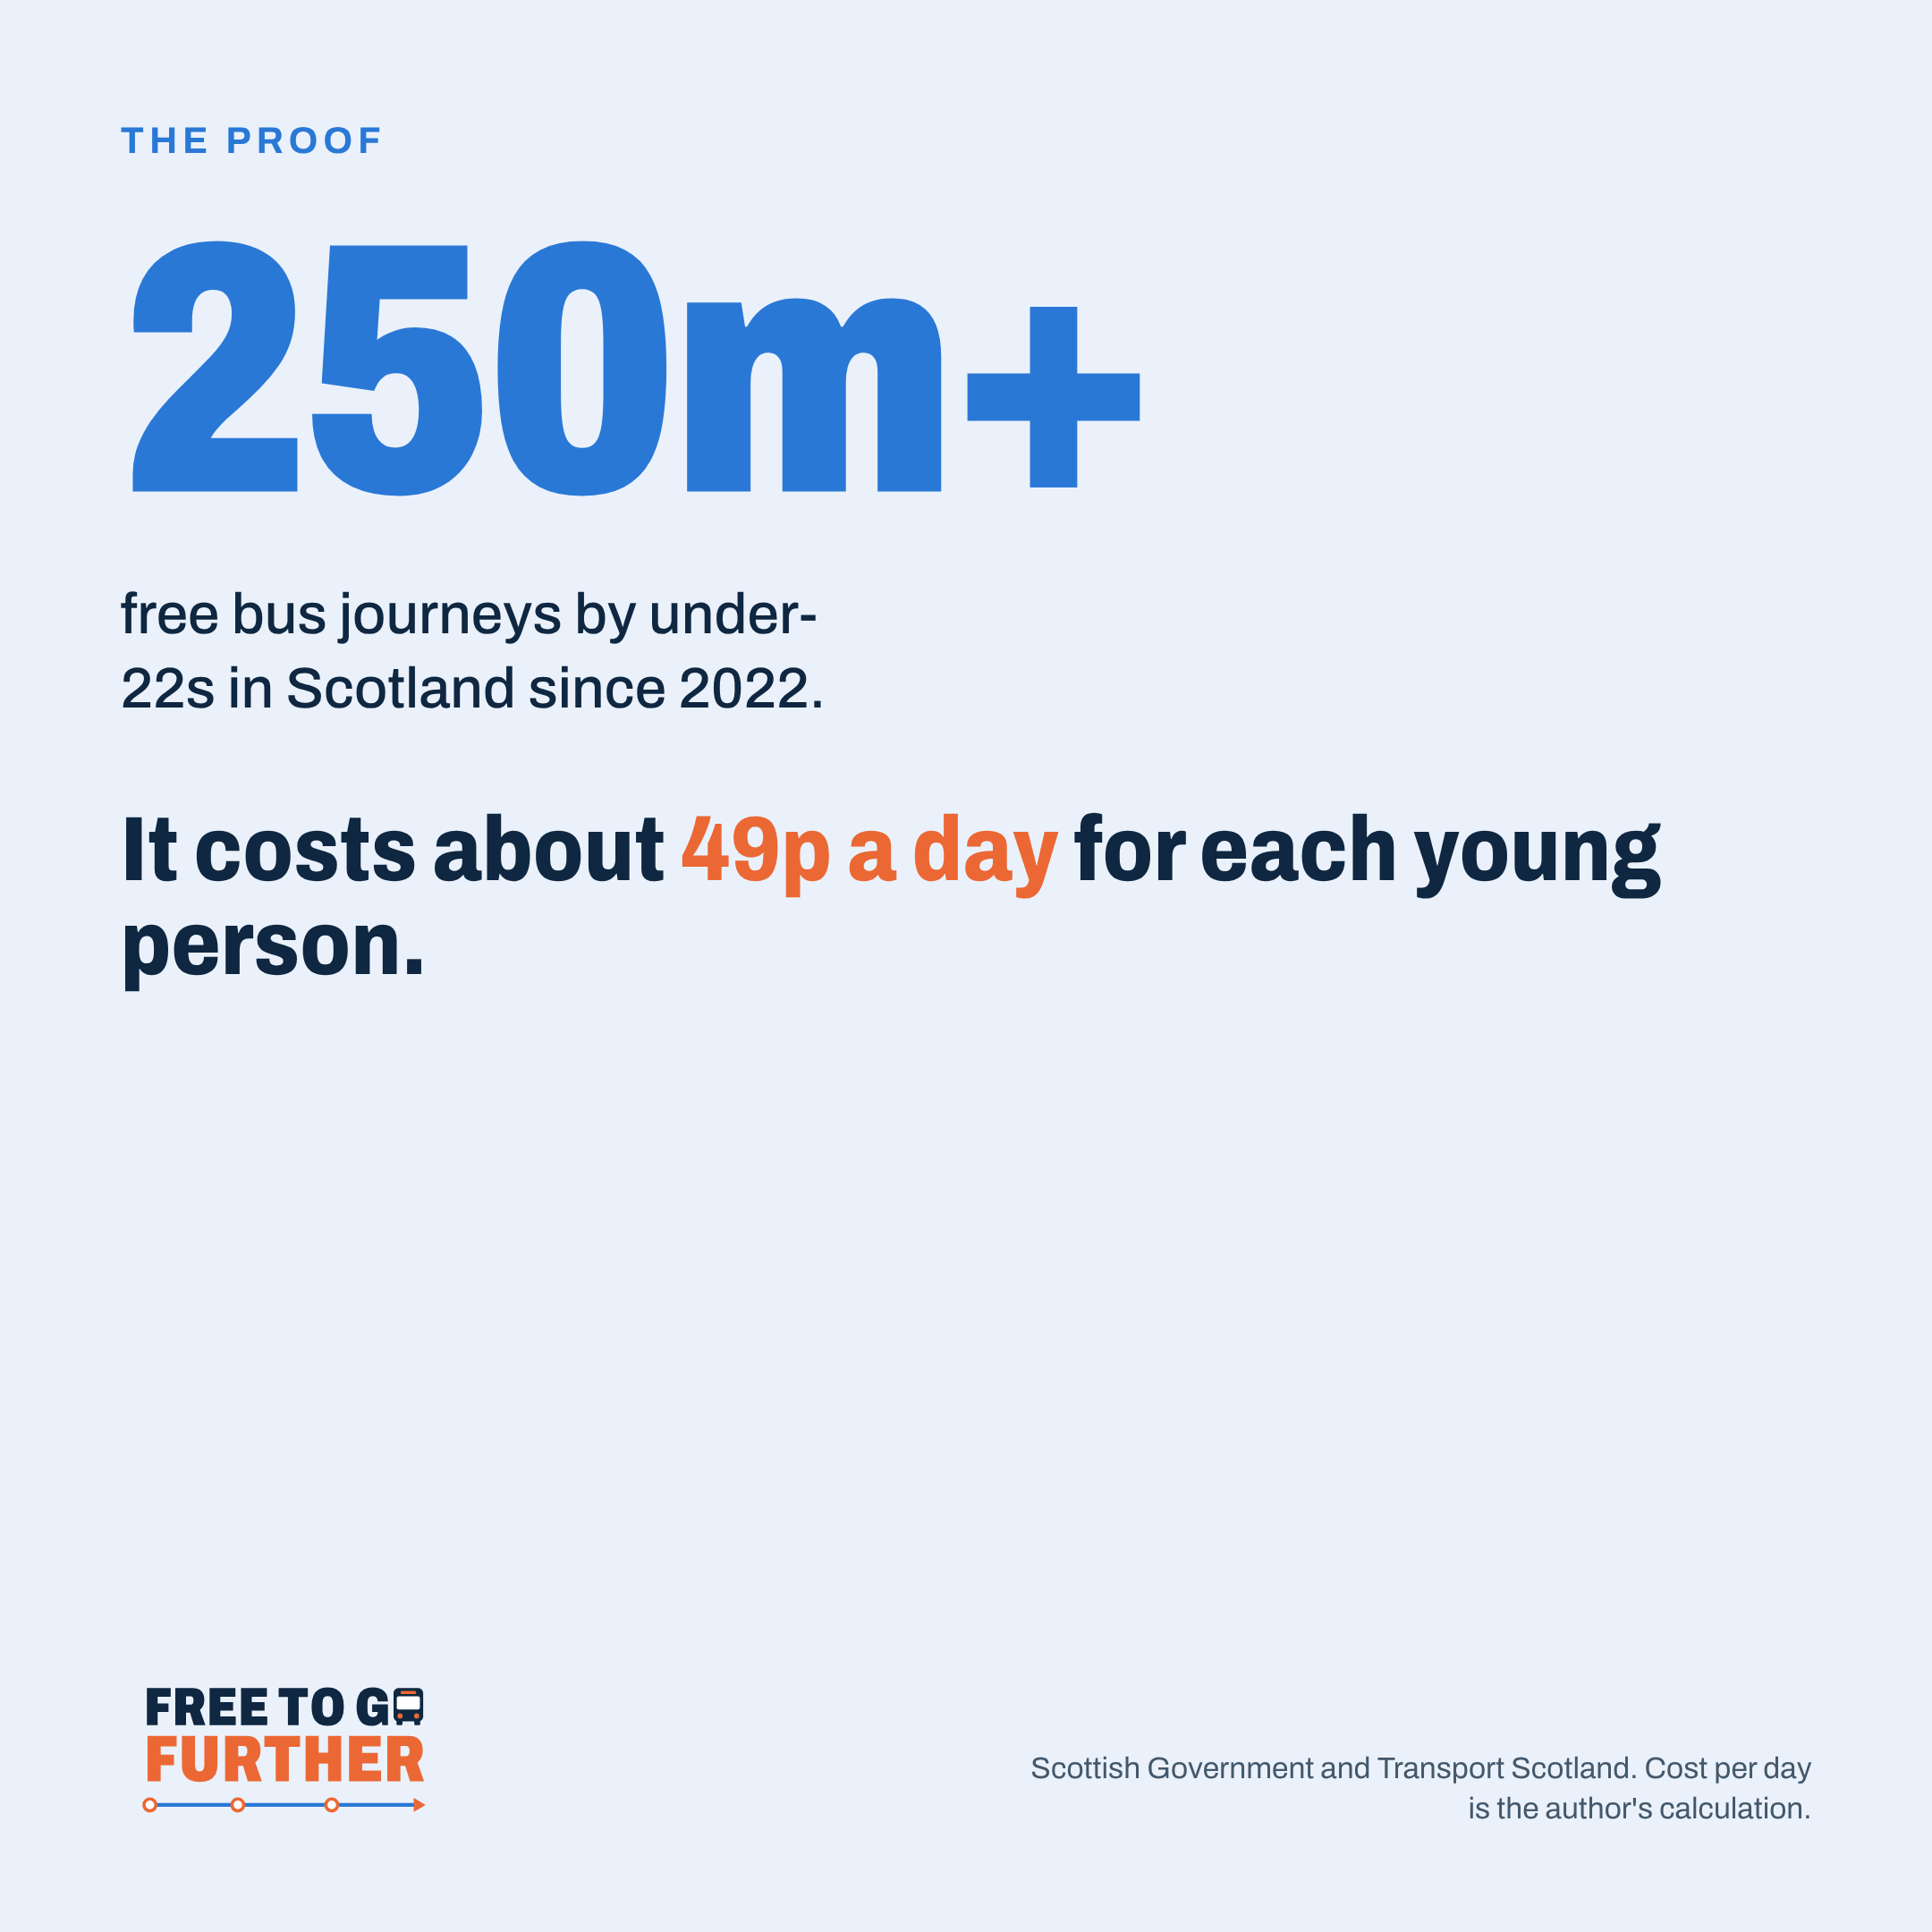 THE PROOF
250m+
free bus journeys by under-
22s in Scotland since 2022.
It costs about 49p a day for each young
person.
FREE TO GO
FURTHER
Scottish Government and Transport Scotland. Cost per day
is the author's calculation.